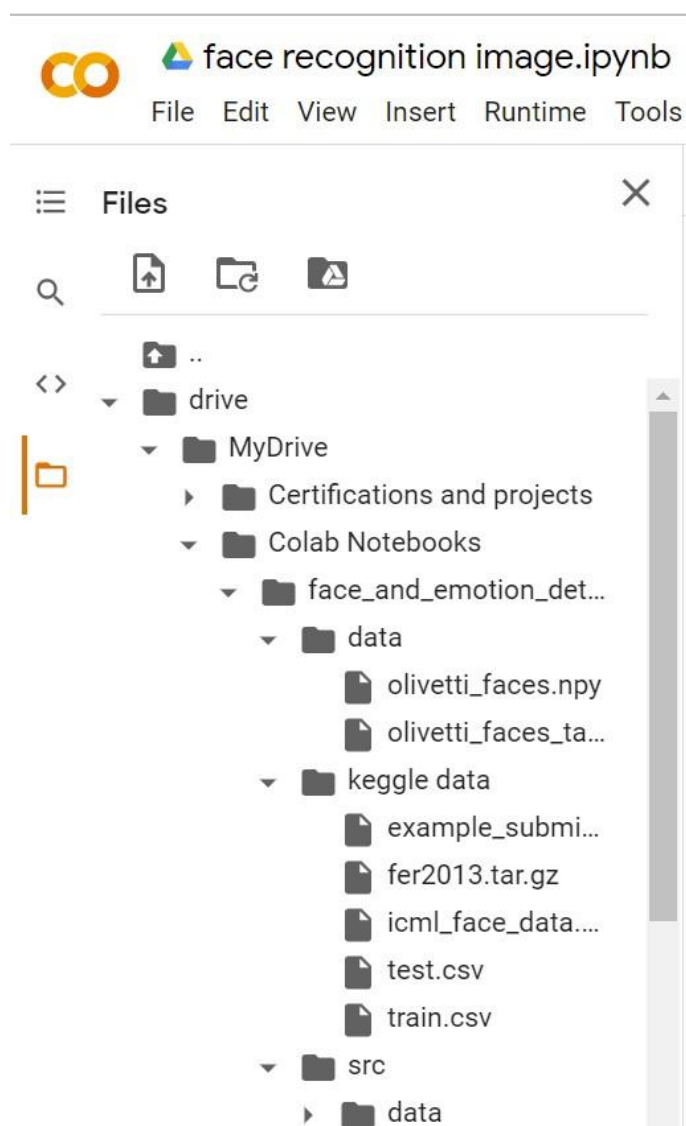 face recognition image.ipynb
File Edit View Insert Runtime Tools
Files
..
drive
MyDrive
Certifications and projects
Colab Notebooks
face_and_emotion_det...
data
olivetti_faces.npy
olivetti_faces_ta...
keggle data
example_submi...
fer2013.tar.gz
icml_face_data....
test.csv
train.csv
src
data